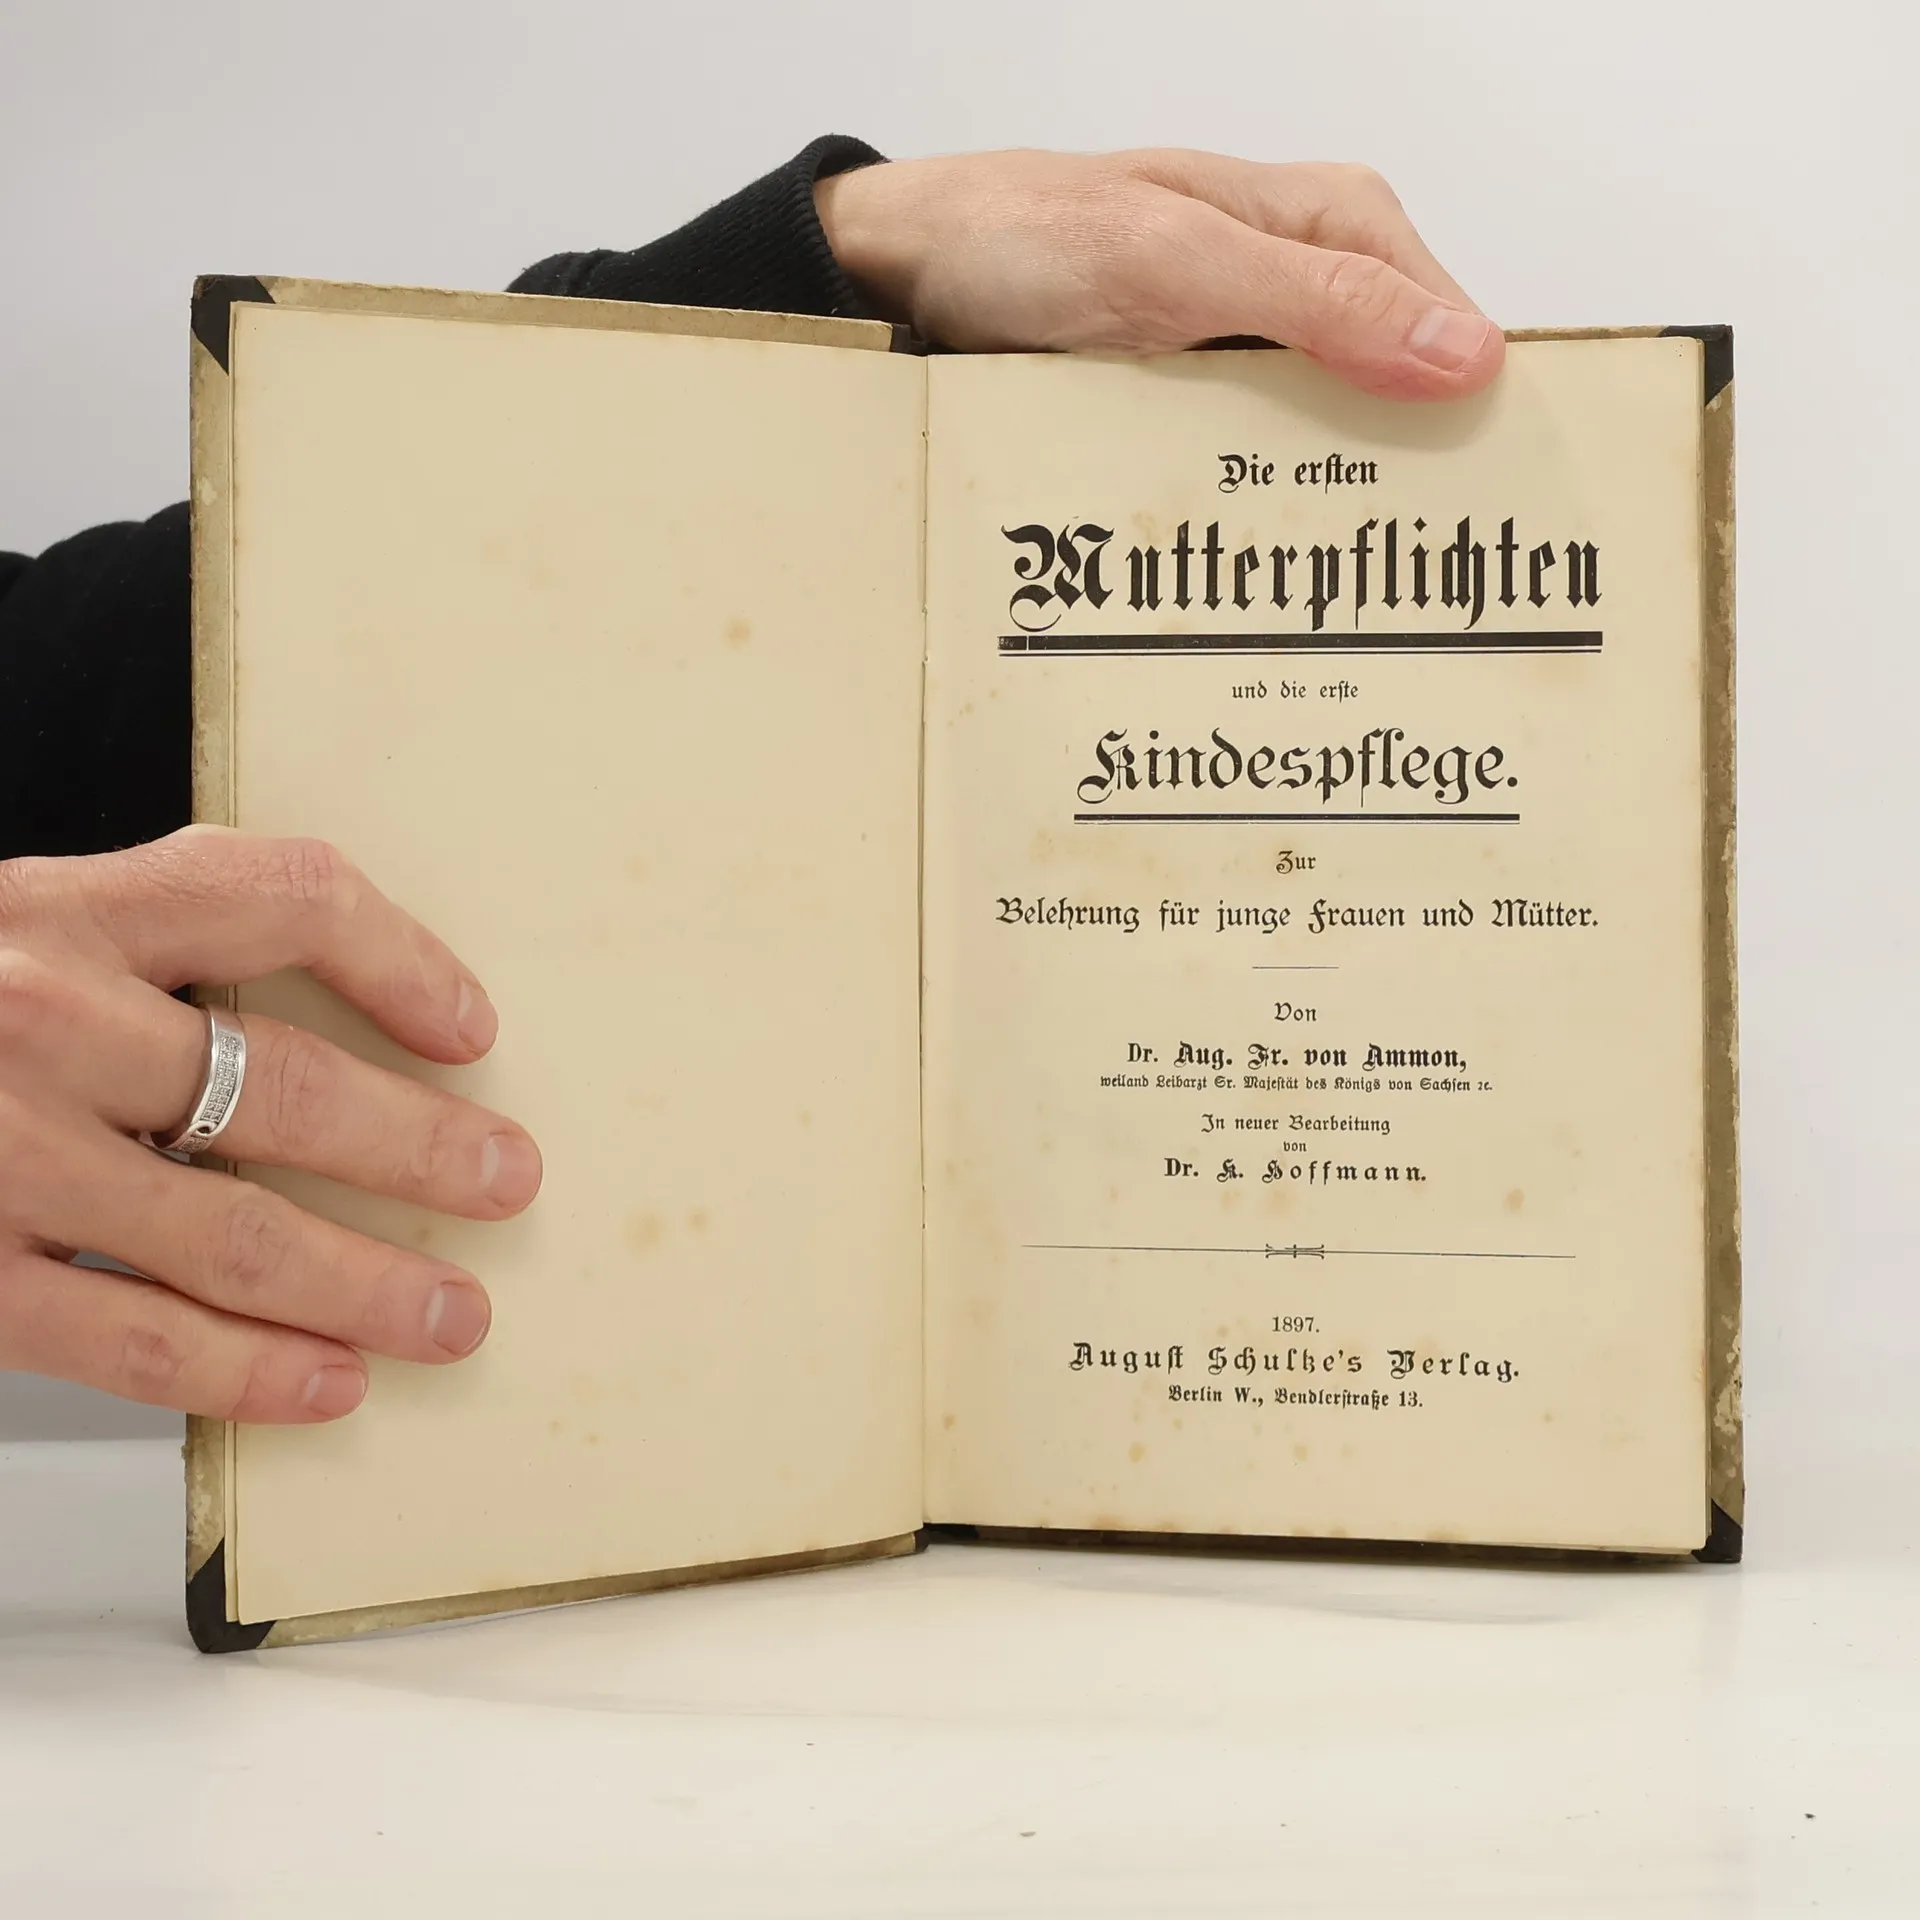 Die ersten
Mutterpflichten
und die erste
Kindespflege.
Zur
Belehrung für junge Frauen und Mütter.
Von
Dr. Aug. Fr. von Ammon,
weiland Leibarzt Sr. Majestät des Königs von Sachsen ꝛc.
In neuer Bearbeitung
von
Dr. K. Hoffmann.
1897.
August Schultze's Verlag.
Berlin W., Bendlerstraße 13.